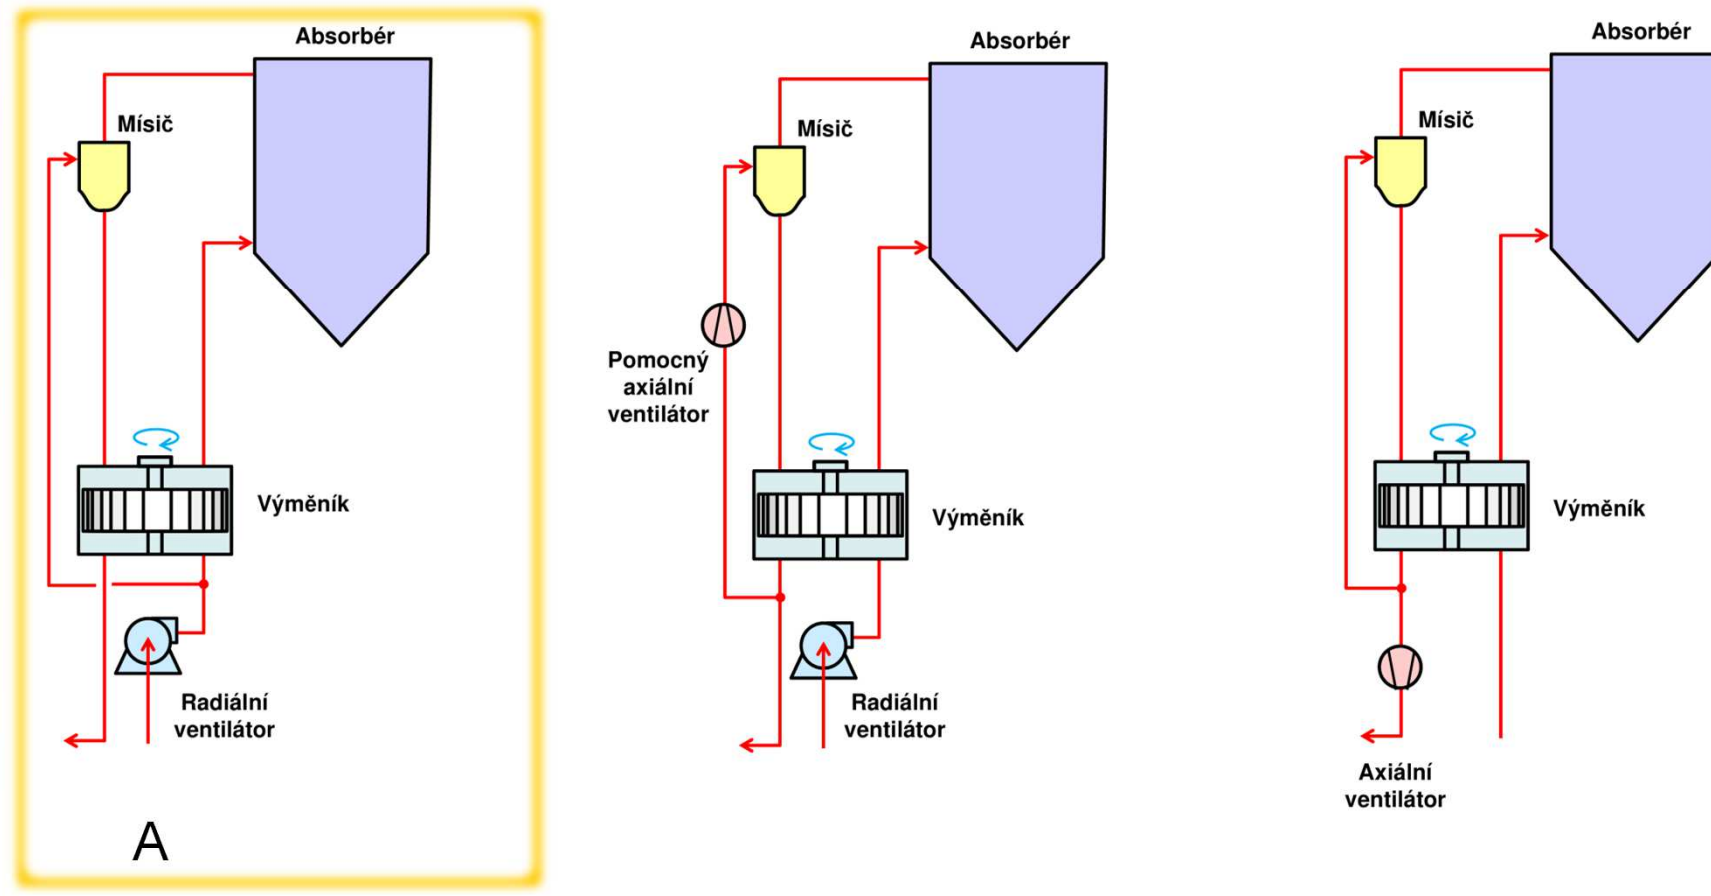 Absorbér
Mísič
Výměník
Radiální
ventilátor
A
Absorbér
Mísič
Pomocný
axiální
ventilátor
Výměník
Radiální
ventilátor
Absorbér
Mísič
Výměník
Axiální
ventilátor